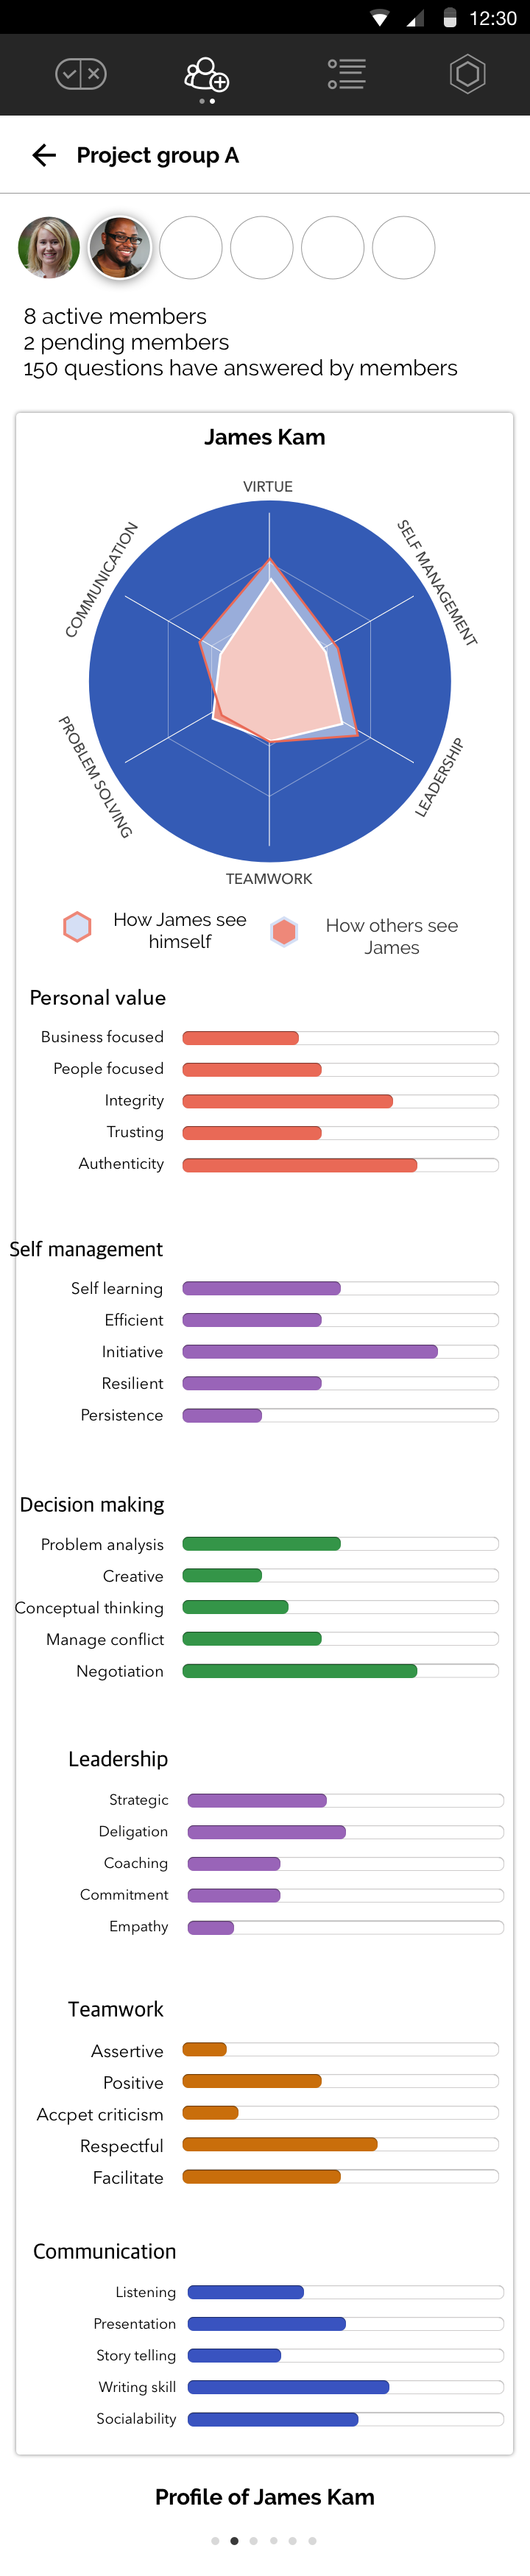 12:30
Project group A
8 active members
2 pending members
150 questions have answered by members
James Kam
VIRTUE
COMMUNICATION
SELF MANAGEMENT
PROBLEM SOLVING
LEADERSHIP
TEAMWORK
How James see
himself
How others see
James
Personal value
Business focused
People focused
Integrity
Trusting
Authenticity
Self management
Self learning
Efficient
Initiative
Resilient
Persistence
Decision making
Problem analysis
Creative
Conceptual thinking
Manage conflict
Negotiation
Leadership
Strategic
Deligation
Coaching
Commitment
Empathy
Teamwork
Assertive
Positive
Accpet criticism
Respectful
Facilitate
Communication
Listening
Presentation
Story telling
Writing skill
Socialability
Profile of James Kam